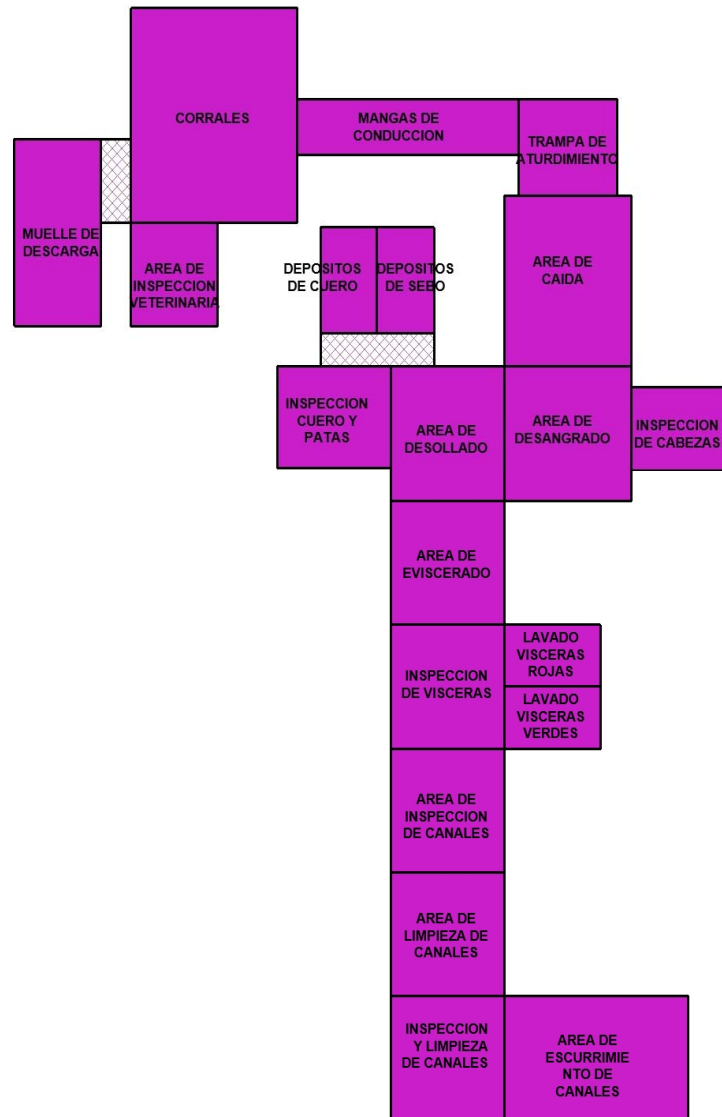 CORRALES
MANGAS DE
CONDUCCION
TRAMPA DE
ATURDIMIENTO
MUELLE DE
DESCARGA
AREA DE
INSPECCION
VETERINARIA
DEPOSITOS
DE CUERO
DEPOSITOS
DE SEBO
AREA DE
CAIDA
INSPECCION
CUERO Y
PATAS
AREA DE
DESOLLADO
AREA DE
DESANGRADO
INSPECCION
DE CABEZAS
AREA DE
EVISCERADO
INSPECCION
DE VISCERAS
LAVADO
VISCERAS
ROJAS
LAVADO
VISCERAS
VERDES
AREA DE
INSPECCION
DE CANALES
AREA DE
LIMPIEZA DE
CANALES
INSPECCION
Y LIMPIEZA
DE CANALES
AREA DE
ESCURRIMIE
NTO DE
CANALES